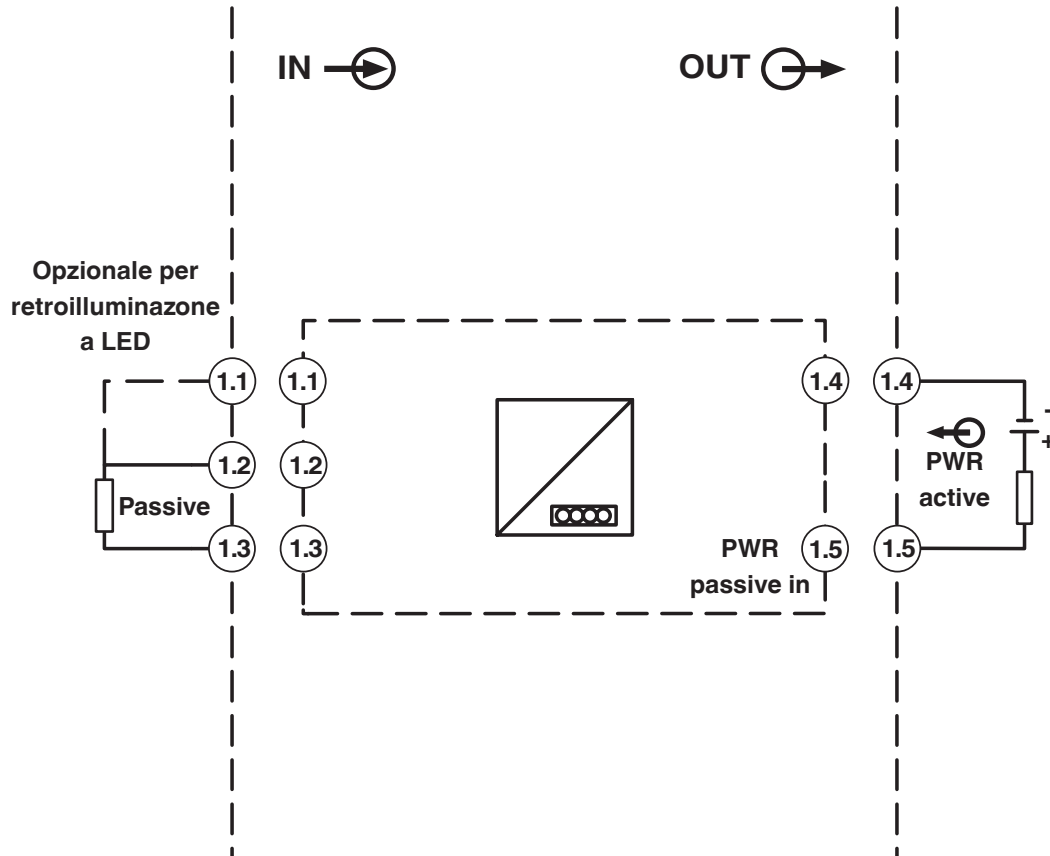 IN
OUT
Opzionale per
retroilluminazone
a LED
1.1
1.1
1.4
1.4
-
+
1.2
1.2
Passive
PWR
active
1.3
1.3
PWR
passive in
1.5
1.5